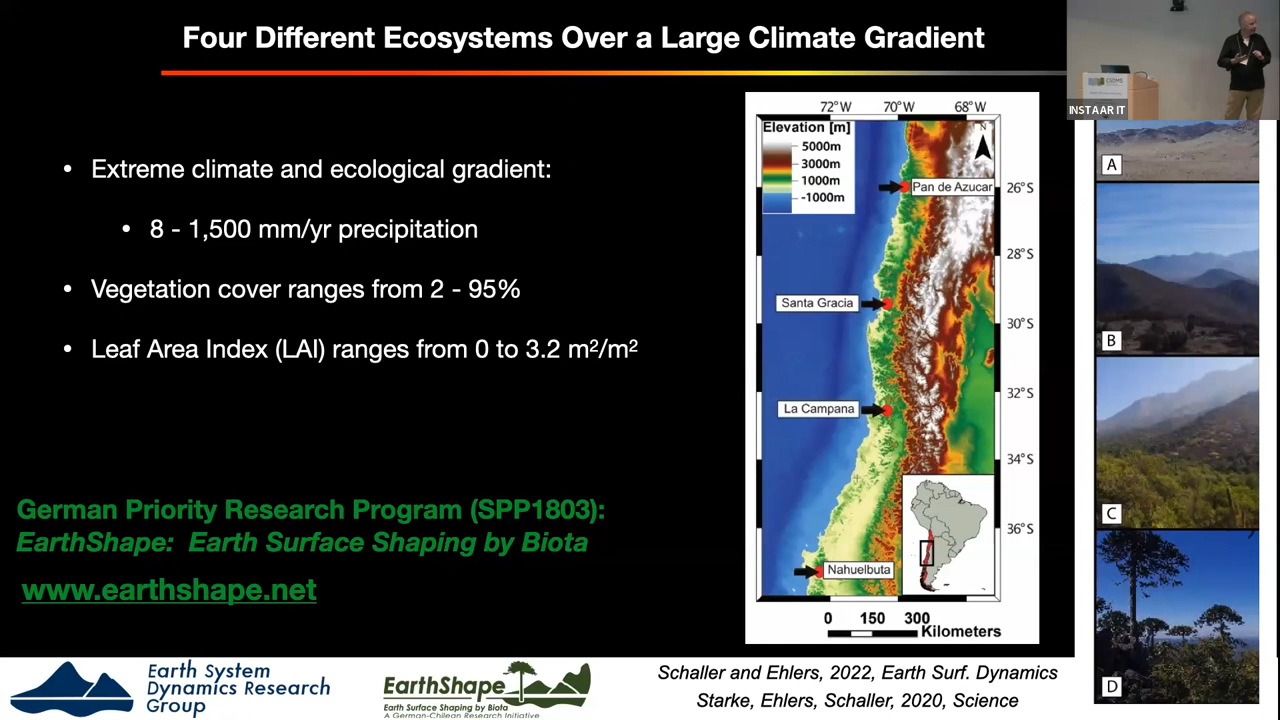 Four Different Ecosystems Over a Large Climate Gradient
INSTAAR IT
• Extreme climate and ecological gradient:
• 8 - 1,500 mm/yr precipitation
• Vegetation cover ranges from 2 - 95%
• Leaf Area Index (LAI) ranges from 0 to 3.2 m²/m²
German Priority Research Program (SPP1803):
EarthShape: Earth Surface Shaping by Biota
www.earthshape.net
72°W 70°W 68°W
Elevation [m]
5000m
3000m
1000m
-1000m
N
Pan de Azucar
Santa Gracia
La Campana
Nahuelbuta
26°S
28°S
30°S
32°S
34°S
36°S
0 150 300
Kilometers
A
B
C
D
Earth System
Dynamics Research
Group
EarthShape
Earth Surface Shaping by Biota
A German-Chilean Research Initiative
Schaller and Ehlers, 2022, Earth Surf. Dynamics
Starke, Ehlers, Schaller, 2020, Science